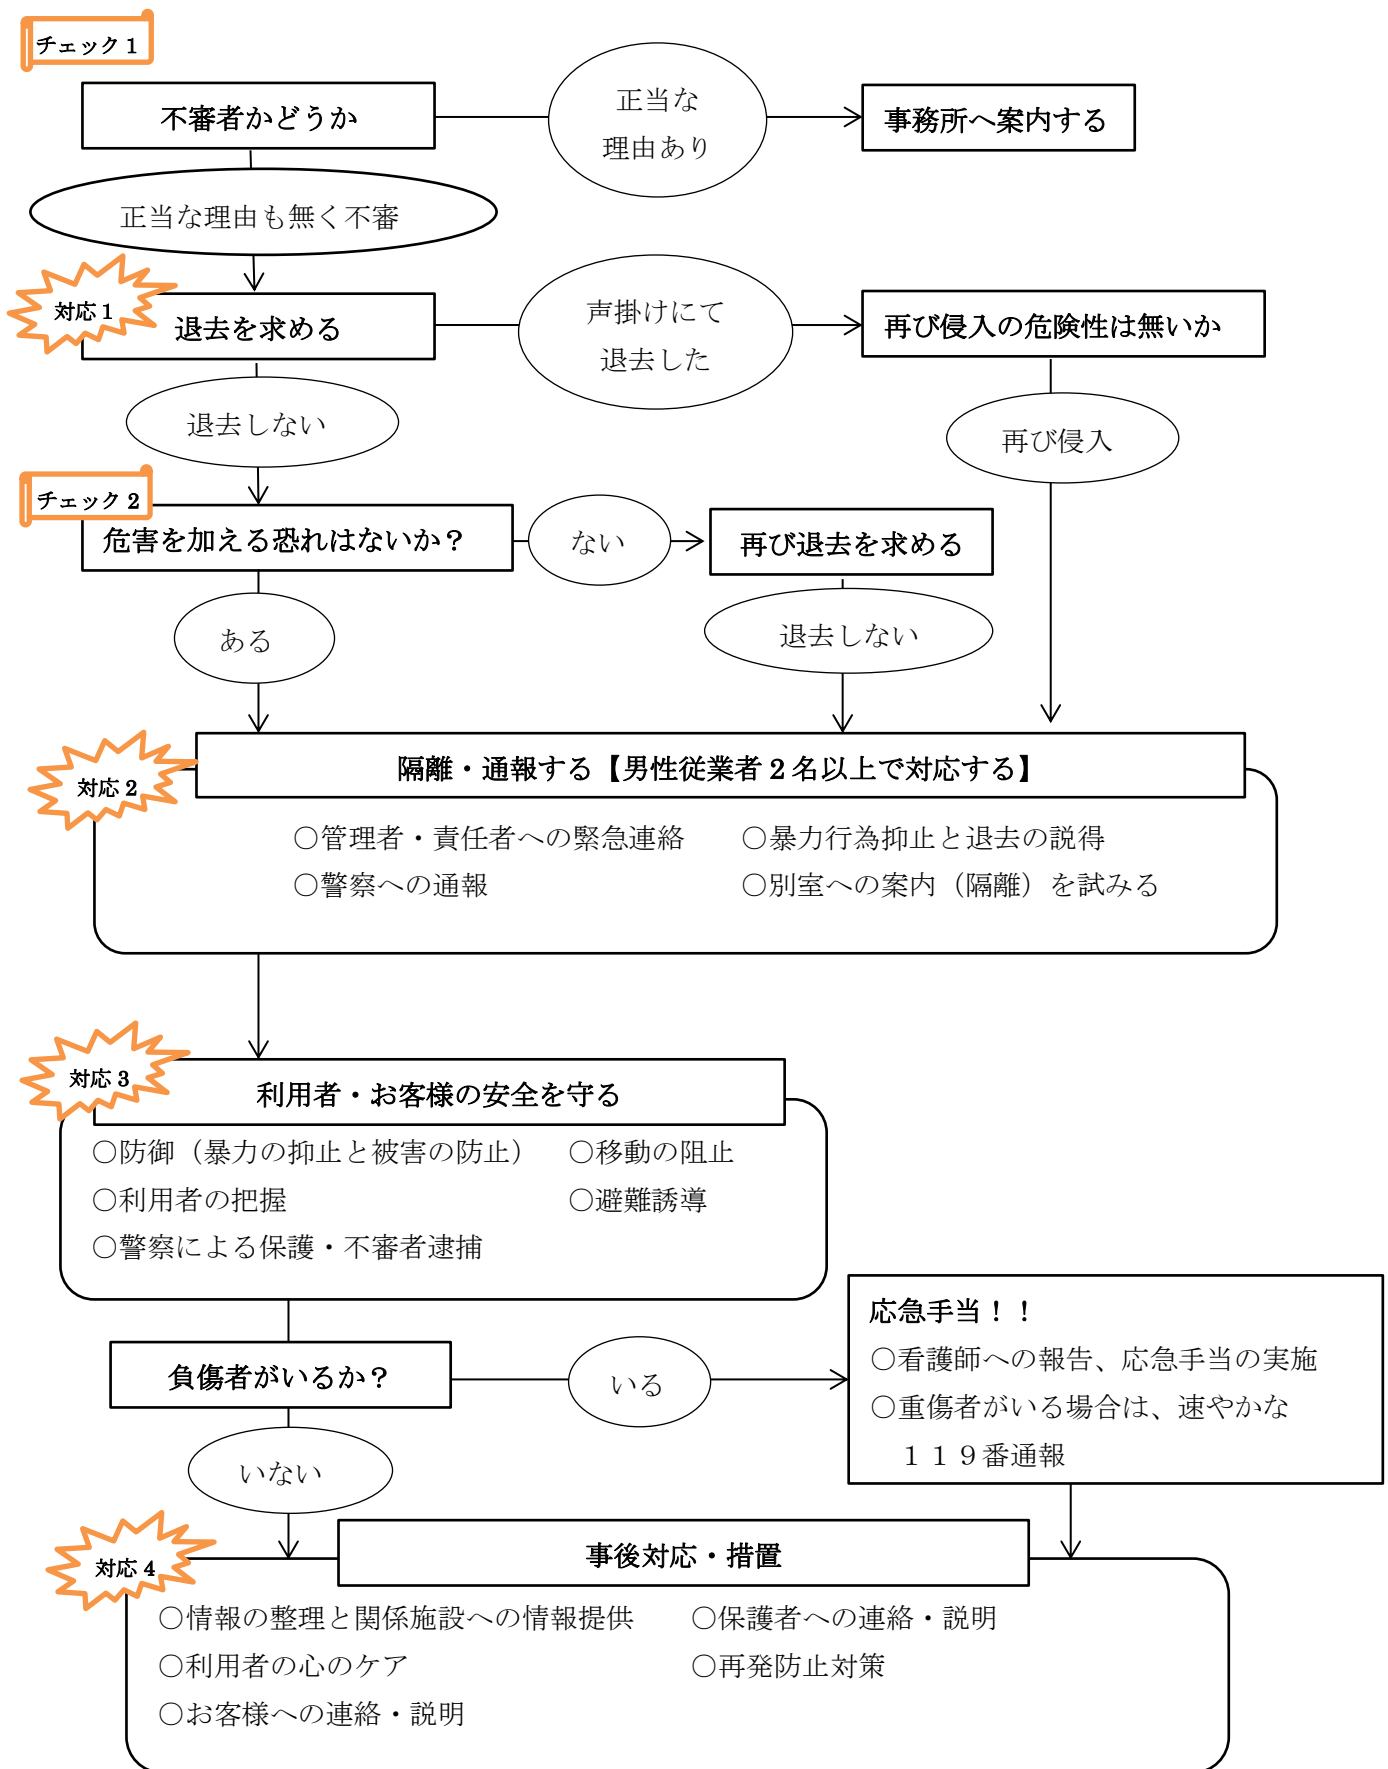 チェック１
不審者かどうか
正当な
理由あり
事務所へ案内する
正当な理由も無く不審
対応１
退去を求める
声掛けにて
退去した
再び侵入の危険性は無いか
退去しない
再び侵入
チェック２
危害を加える恐れはないか？
ない
再び退去を求める
ある
退去しない
対応２
隔離・通報する【男性従業者２名以上で対応する】
○管理者・責任者への緊急連絡
○暴力行為抑止と退去の説得
○警察への通報
○別室への案内（隔離）を試みる
対応３
利用者・お客様の安全を守る
○防御（暴力の抑止と被害の防止）
○移動の阻止
○利用者の把握
○避難誘導
○警察による保護・不審者逮捕
負傷者がいるか？
いる
応急手当！！
○看護師への報告、応急手当の実施
○重傷者がいる場合は、速やかな
１１９番通報
いない
対応４
事後対応・措置
○情報の整理と関係施設への情報提供
○保護者への連絡・説明
○利用者の心のケア
○再発防止対策
○お客様への連絡・説明